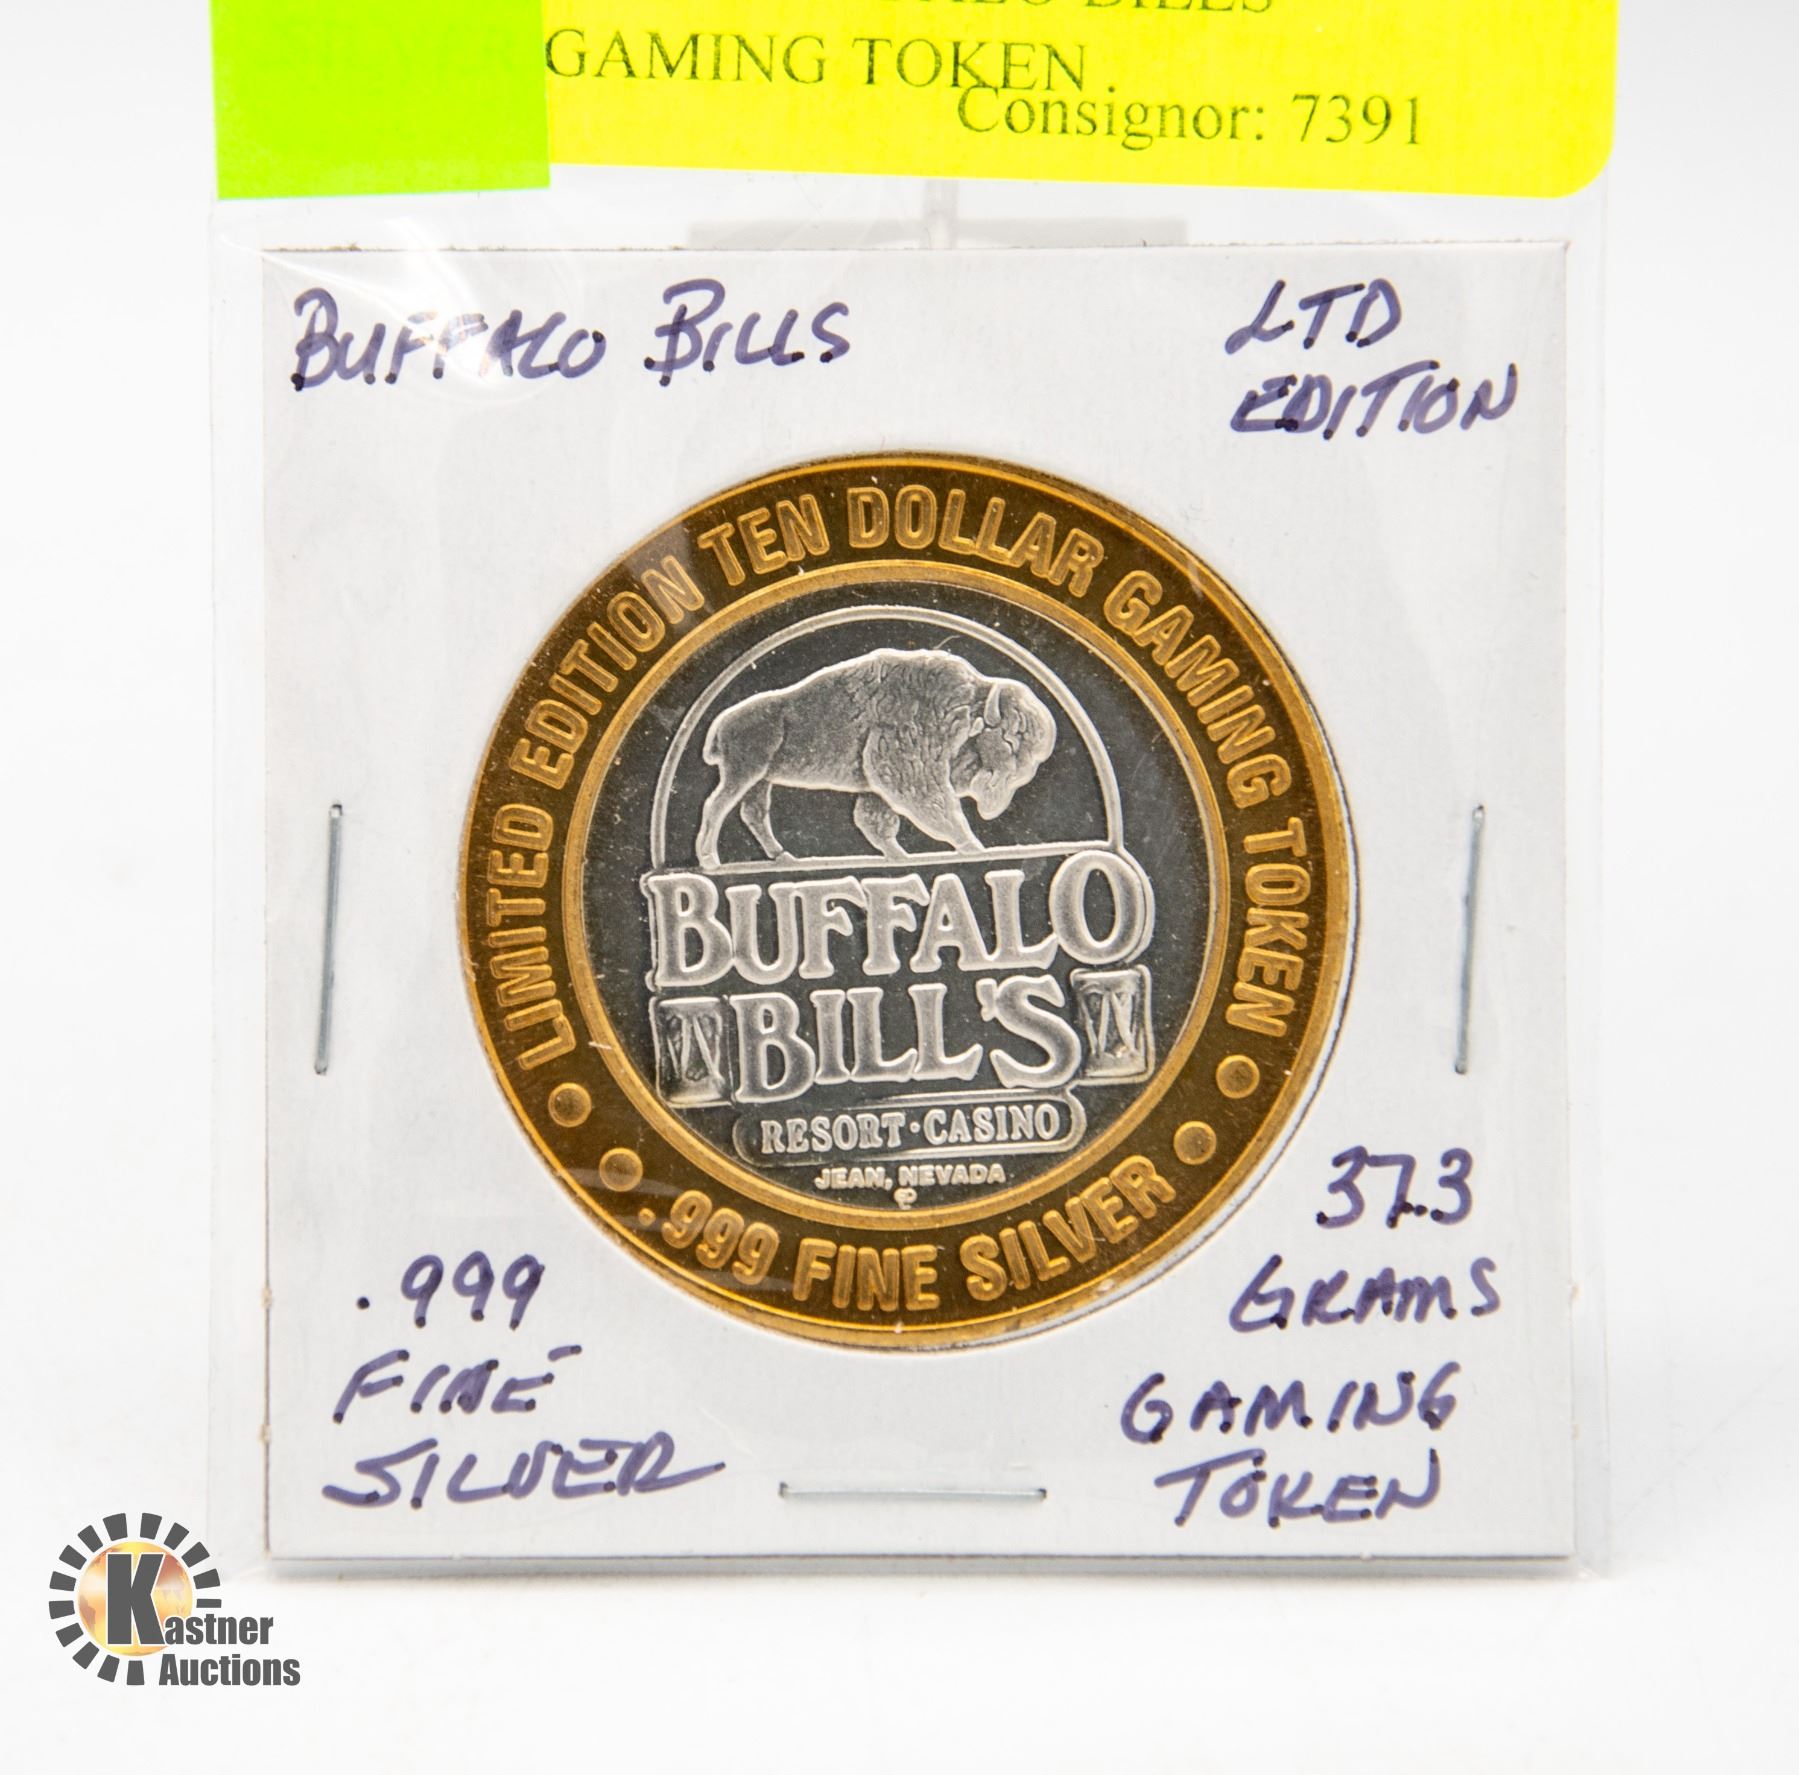 BILLS
GAMING TOKEN
Consignor: 7391
BUFFALO BILLS
LTD
EDITION
LIMITED EDITION TEN DOLLAR GAMING TOKEN
BUFFALO
BILL'S
RESORT·CASINO
JEAN, NEVADA
.999 FINE SILVER
.999
FINE
SILVER
37.3
GRAMS
GAMING
TOKEN
Kastner
Auctions